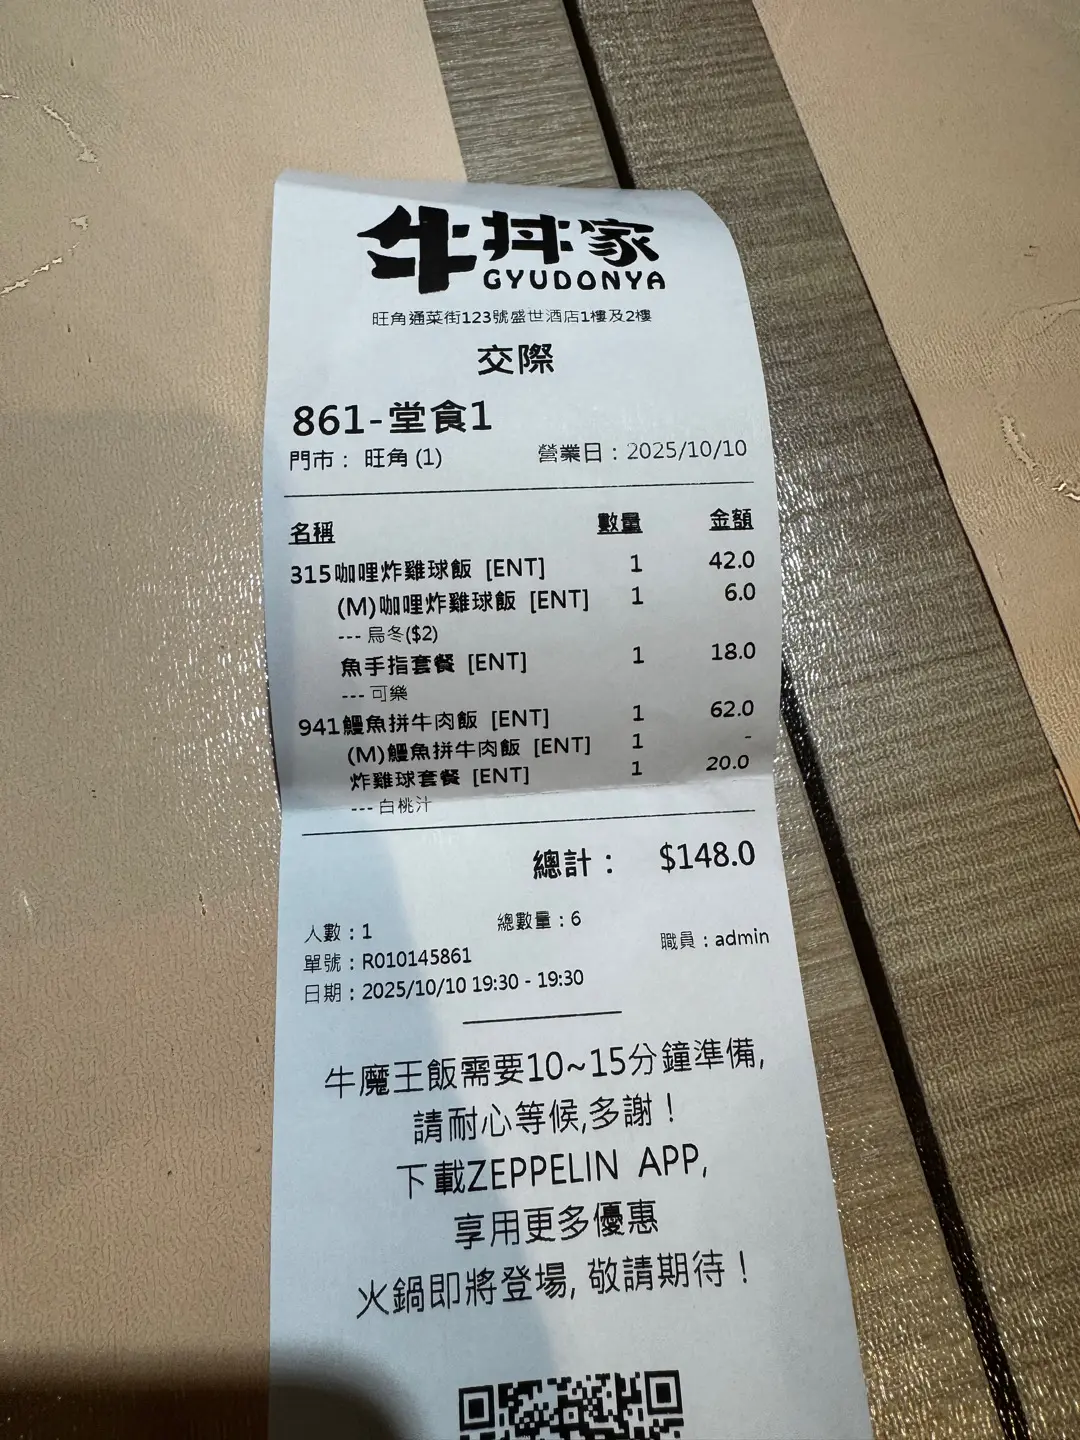 牛丼家
GYUDONYA
旺角通菜街123號盛世酒店1樓及2樓
交際
861-堂食1
門市： 旺角 (1) 營業日：2025/10/10
名稱 數量 金額
315咖哩炸雞球飯 [ENT] 1 42.0
(M)咖哩炸雞球飯 [ENT] 1 6.0
--- 烏冬($2)
魚手指套餐 [ENT] 1 18.0
--- 可樂
941鰻魚拼牛肉飯 [ENT] 1 62.0
(M)鰻魚拼牛肉飯 [ENT] 1 -
炸雞球套餐 [ENT] 1 20.0
--- 白桃汁
總計： $148.0
人數：1 總數量：6
單號：R010145861 職員：admin
日期：2025/10/10 19:30 - 19:30
牛魔王飯需要10~15分鐘準備,
請耐心等候,多謝！
下載ZEPPELIN APP,
享用更多優惠
火鍋即將登場, 敬請期待！